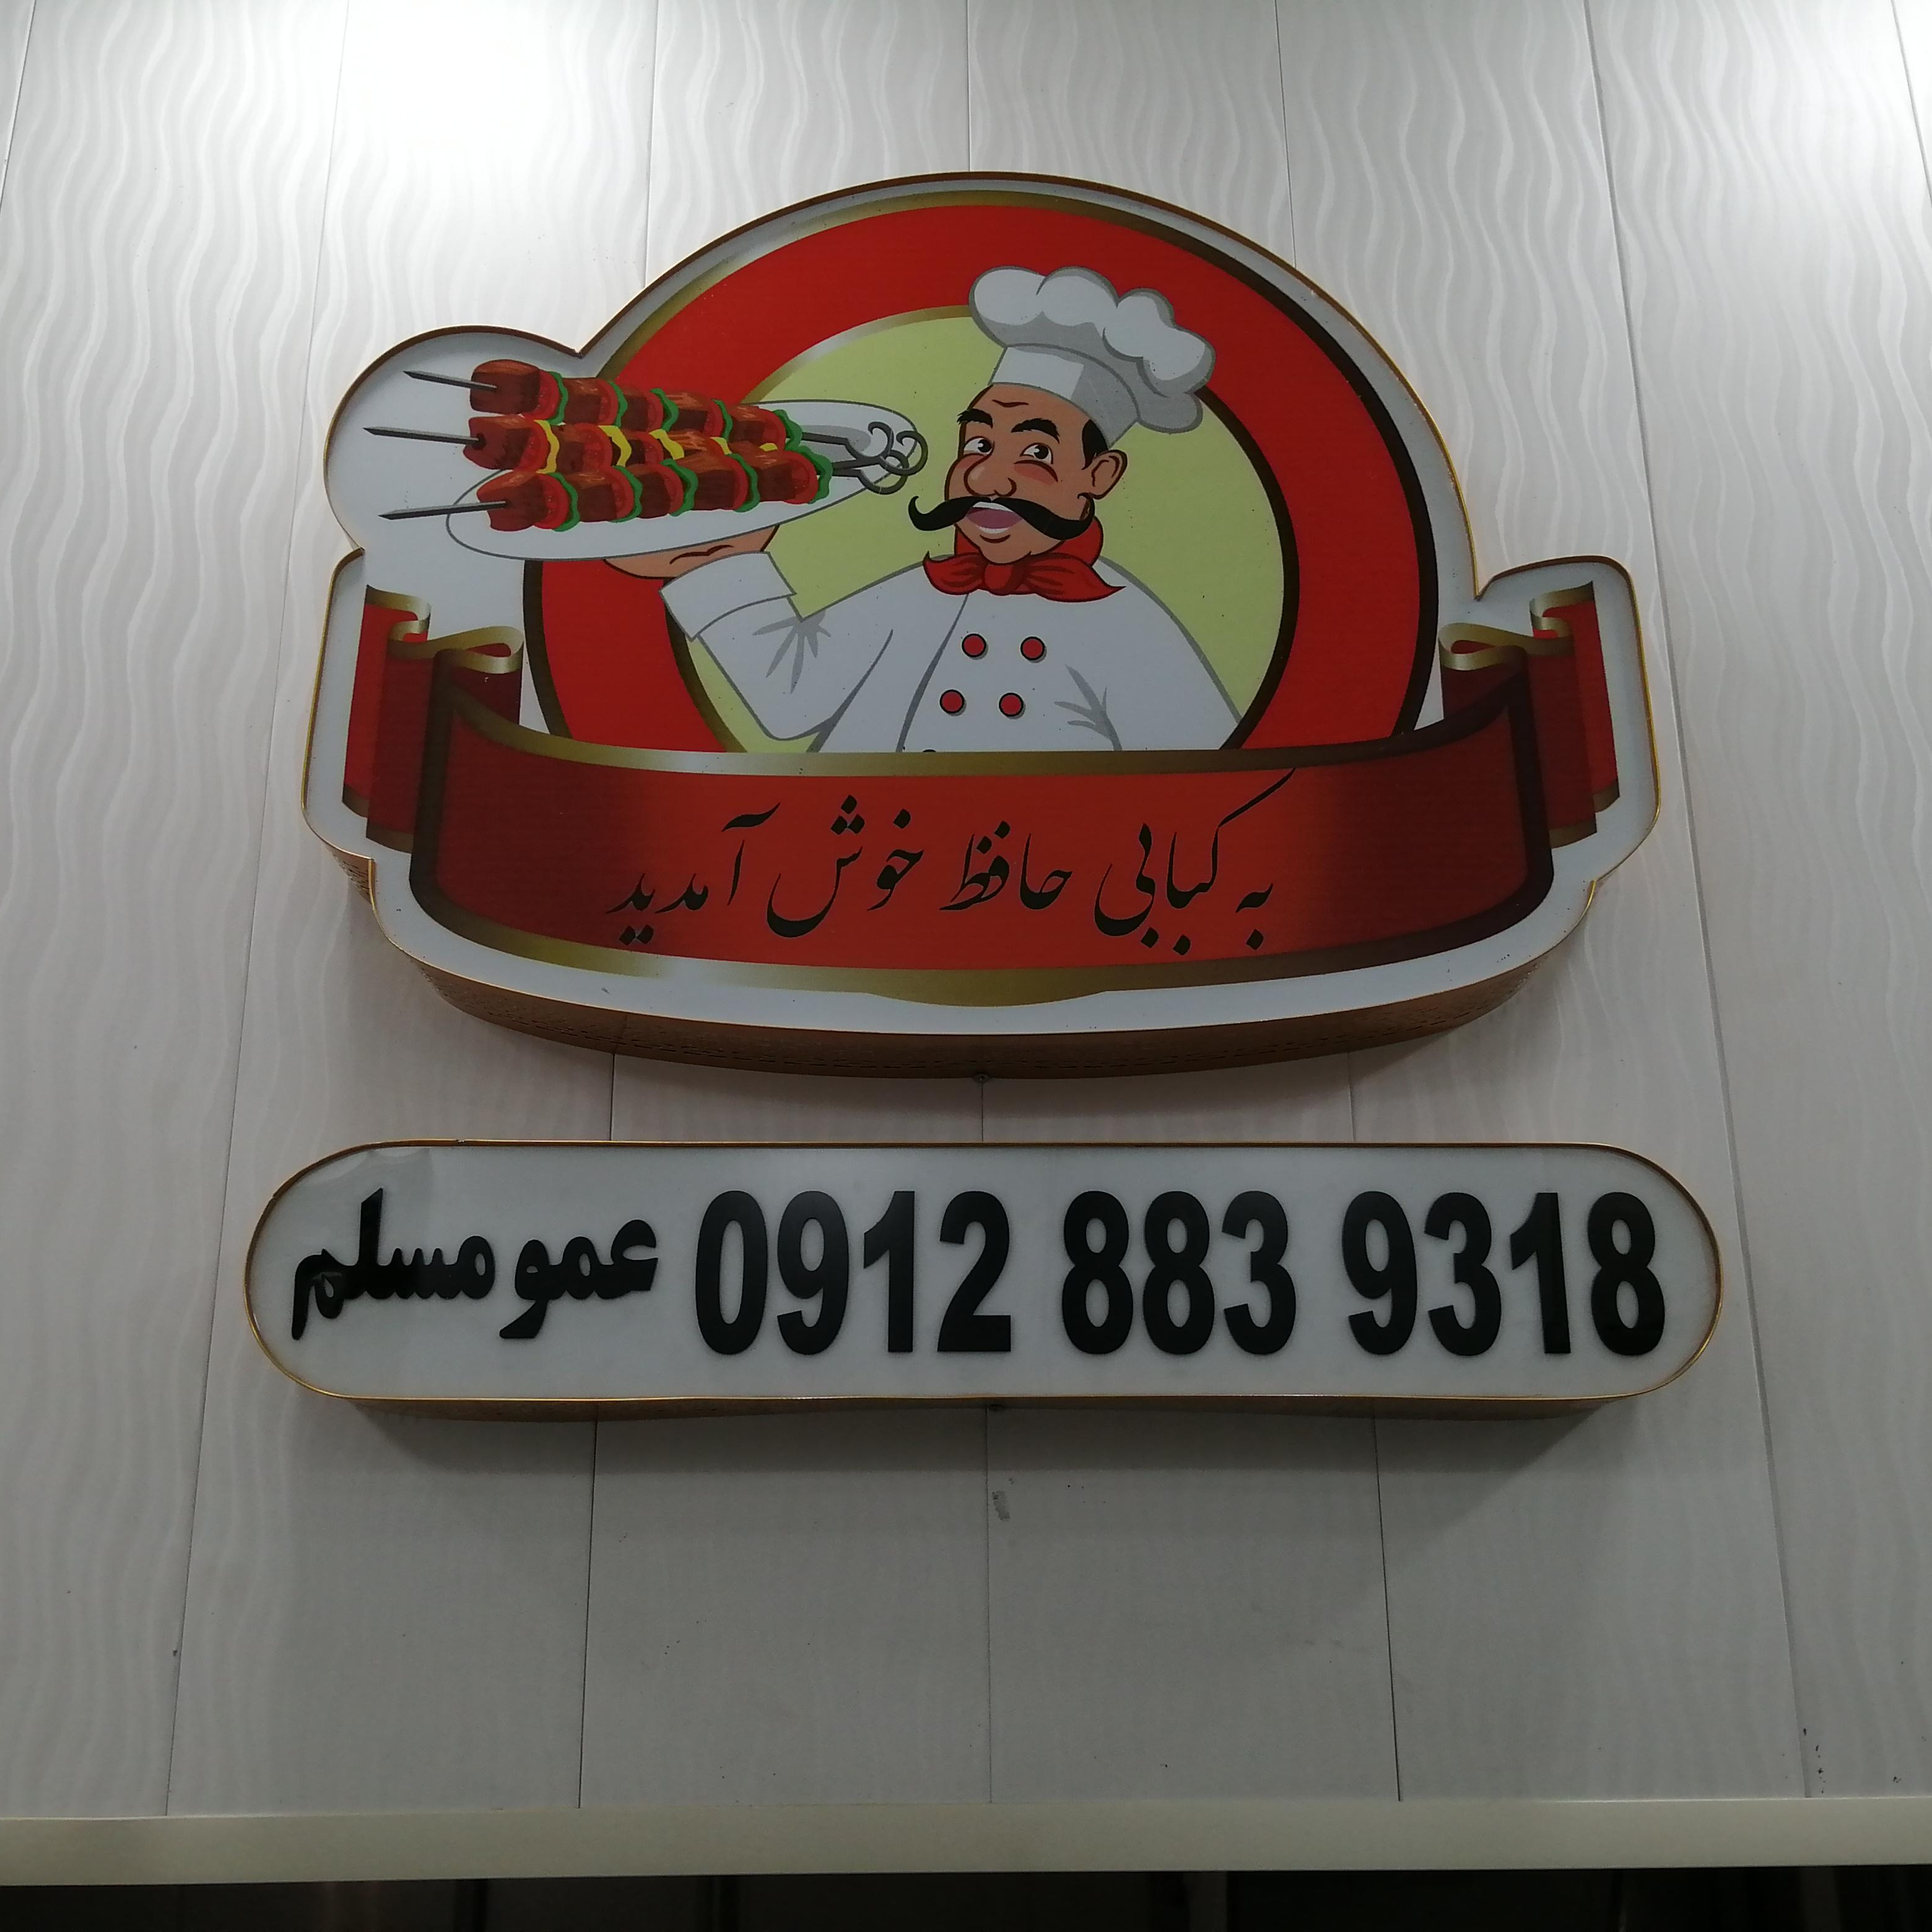 به کبابی حافظ خوش آمدید
عمو مسلم 0912 883 9318